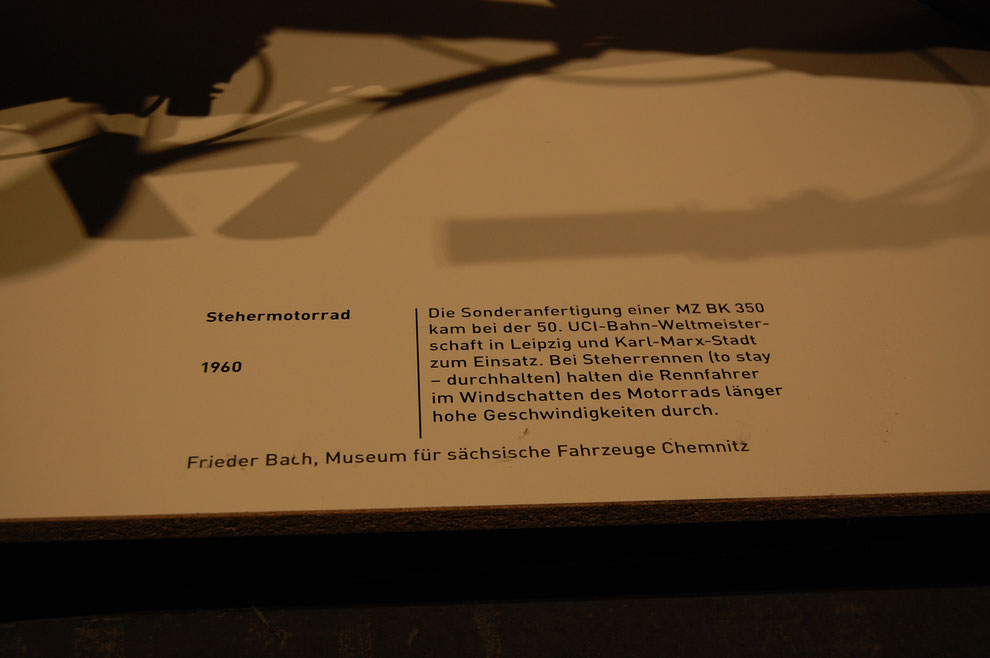 Stehermotorrad
1960
Die Sonderanfertigung einer MZ BK 350
kam bei der 50. UCI-Bahn-Weltmeister-
schaft in Leipzig und Karl-Marx-Stadt
zum Einsatz. Bei Steherrennen (to stay
– durchhalten) halten die Rennfahrer
im Windschatten des Motorrads länger
hohe Geschwindigkeiten durch.
Frieder Bach, Museum für sächsische Fahrzeuge Chemnitz